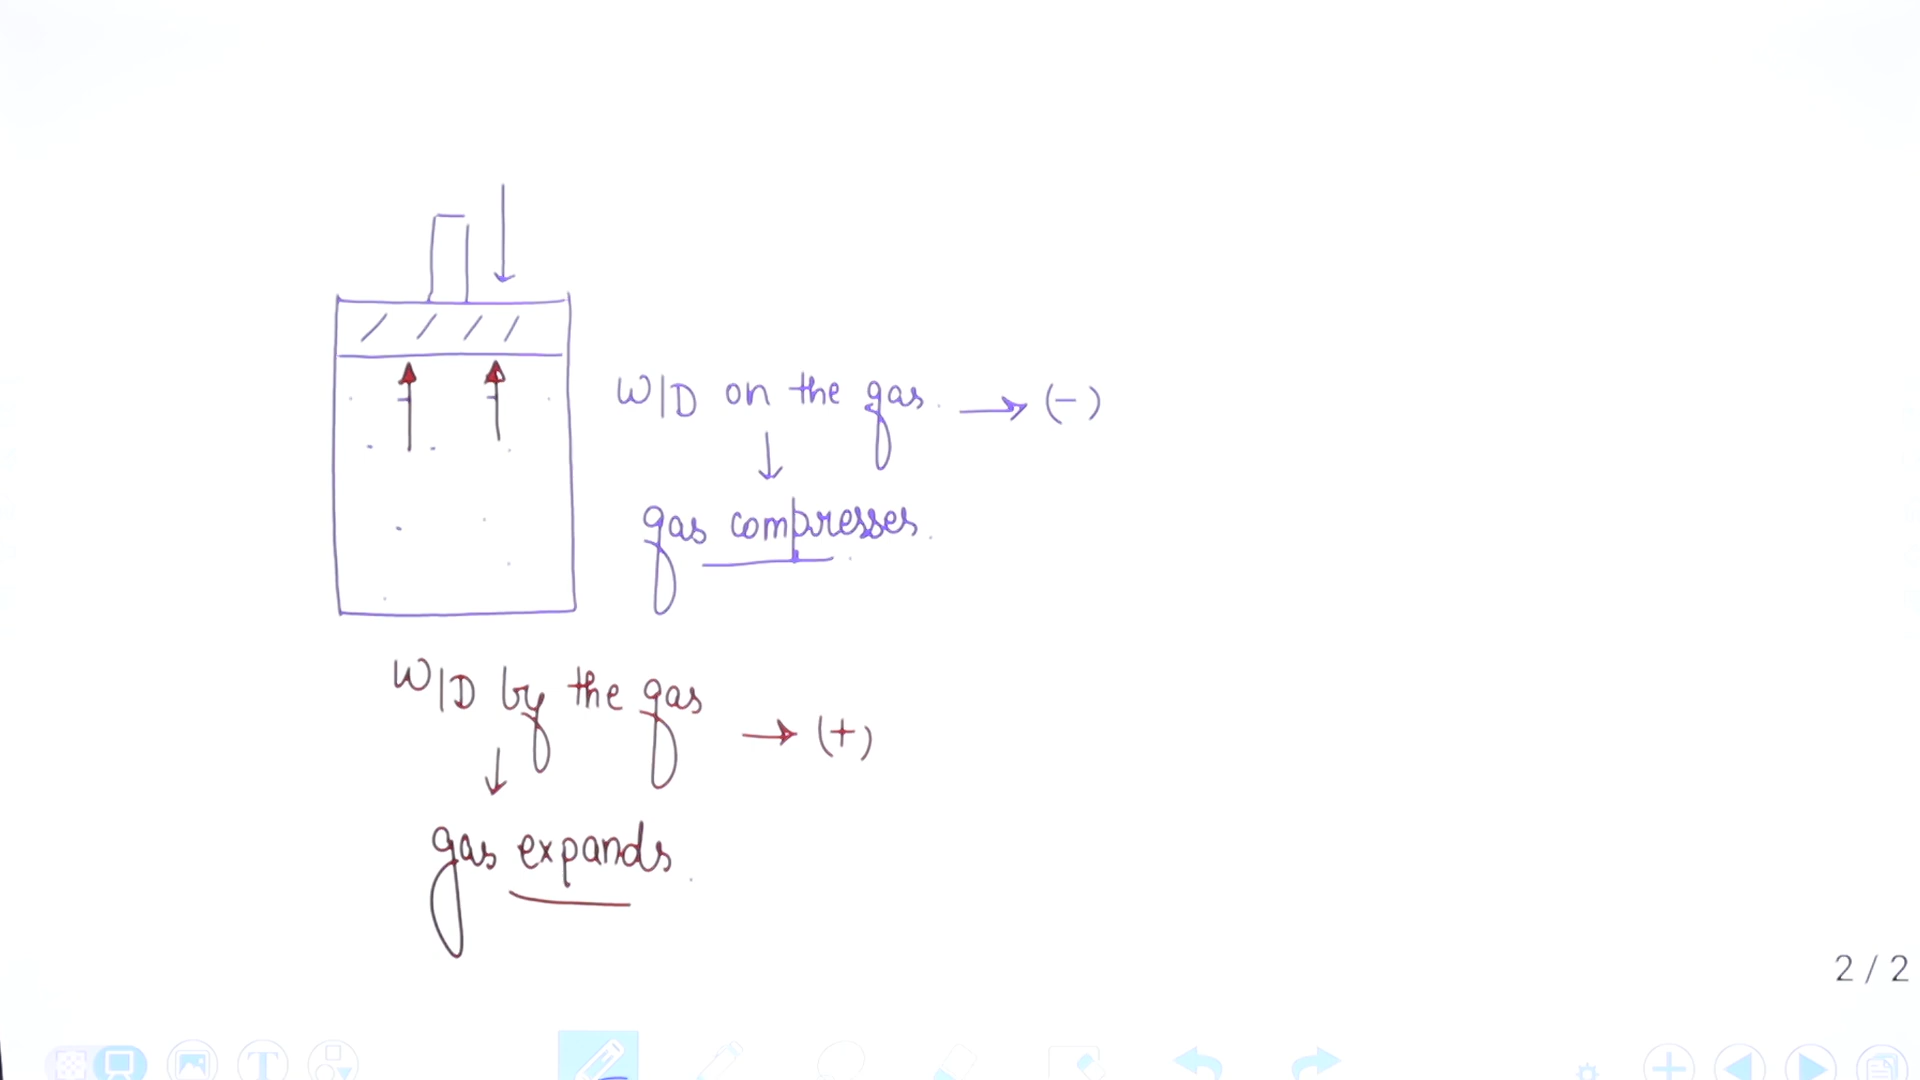 W/D on the gas. → (-)
↓
gas compresses.
W/D by the gas → (+)
↓
gas expands.
2 / 2
T